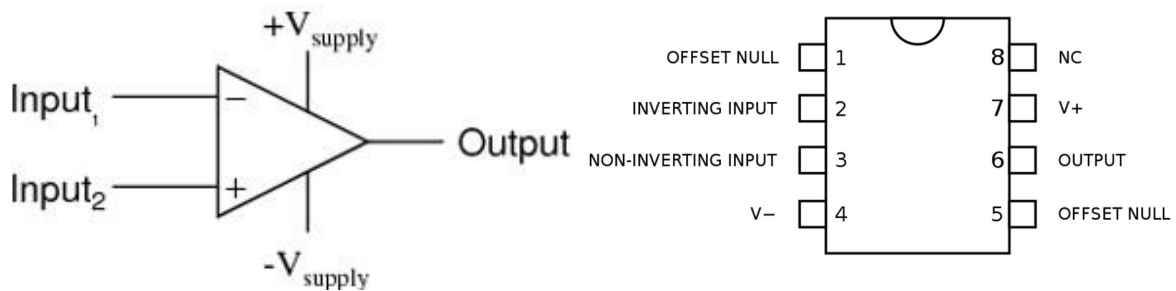 +Vsupply
Input1
−
Output
Input2
+
-Vsupply
OFFSET NULL 1 8 NC
INVERTING INPUT 2 7 V+
NON-INVERTING INPUT 3 6 OUTPUT
V− 4 5 OFFSET NULL